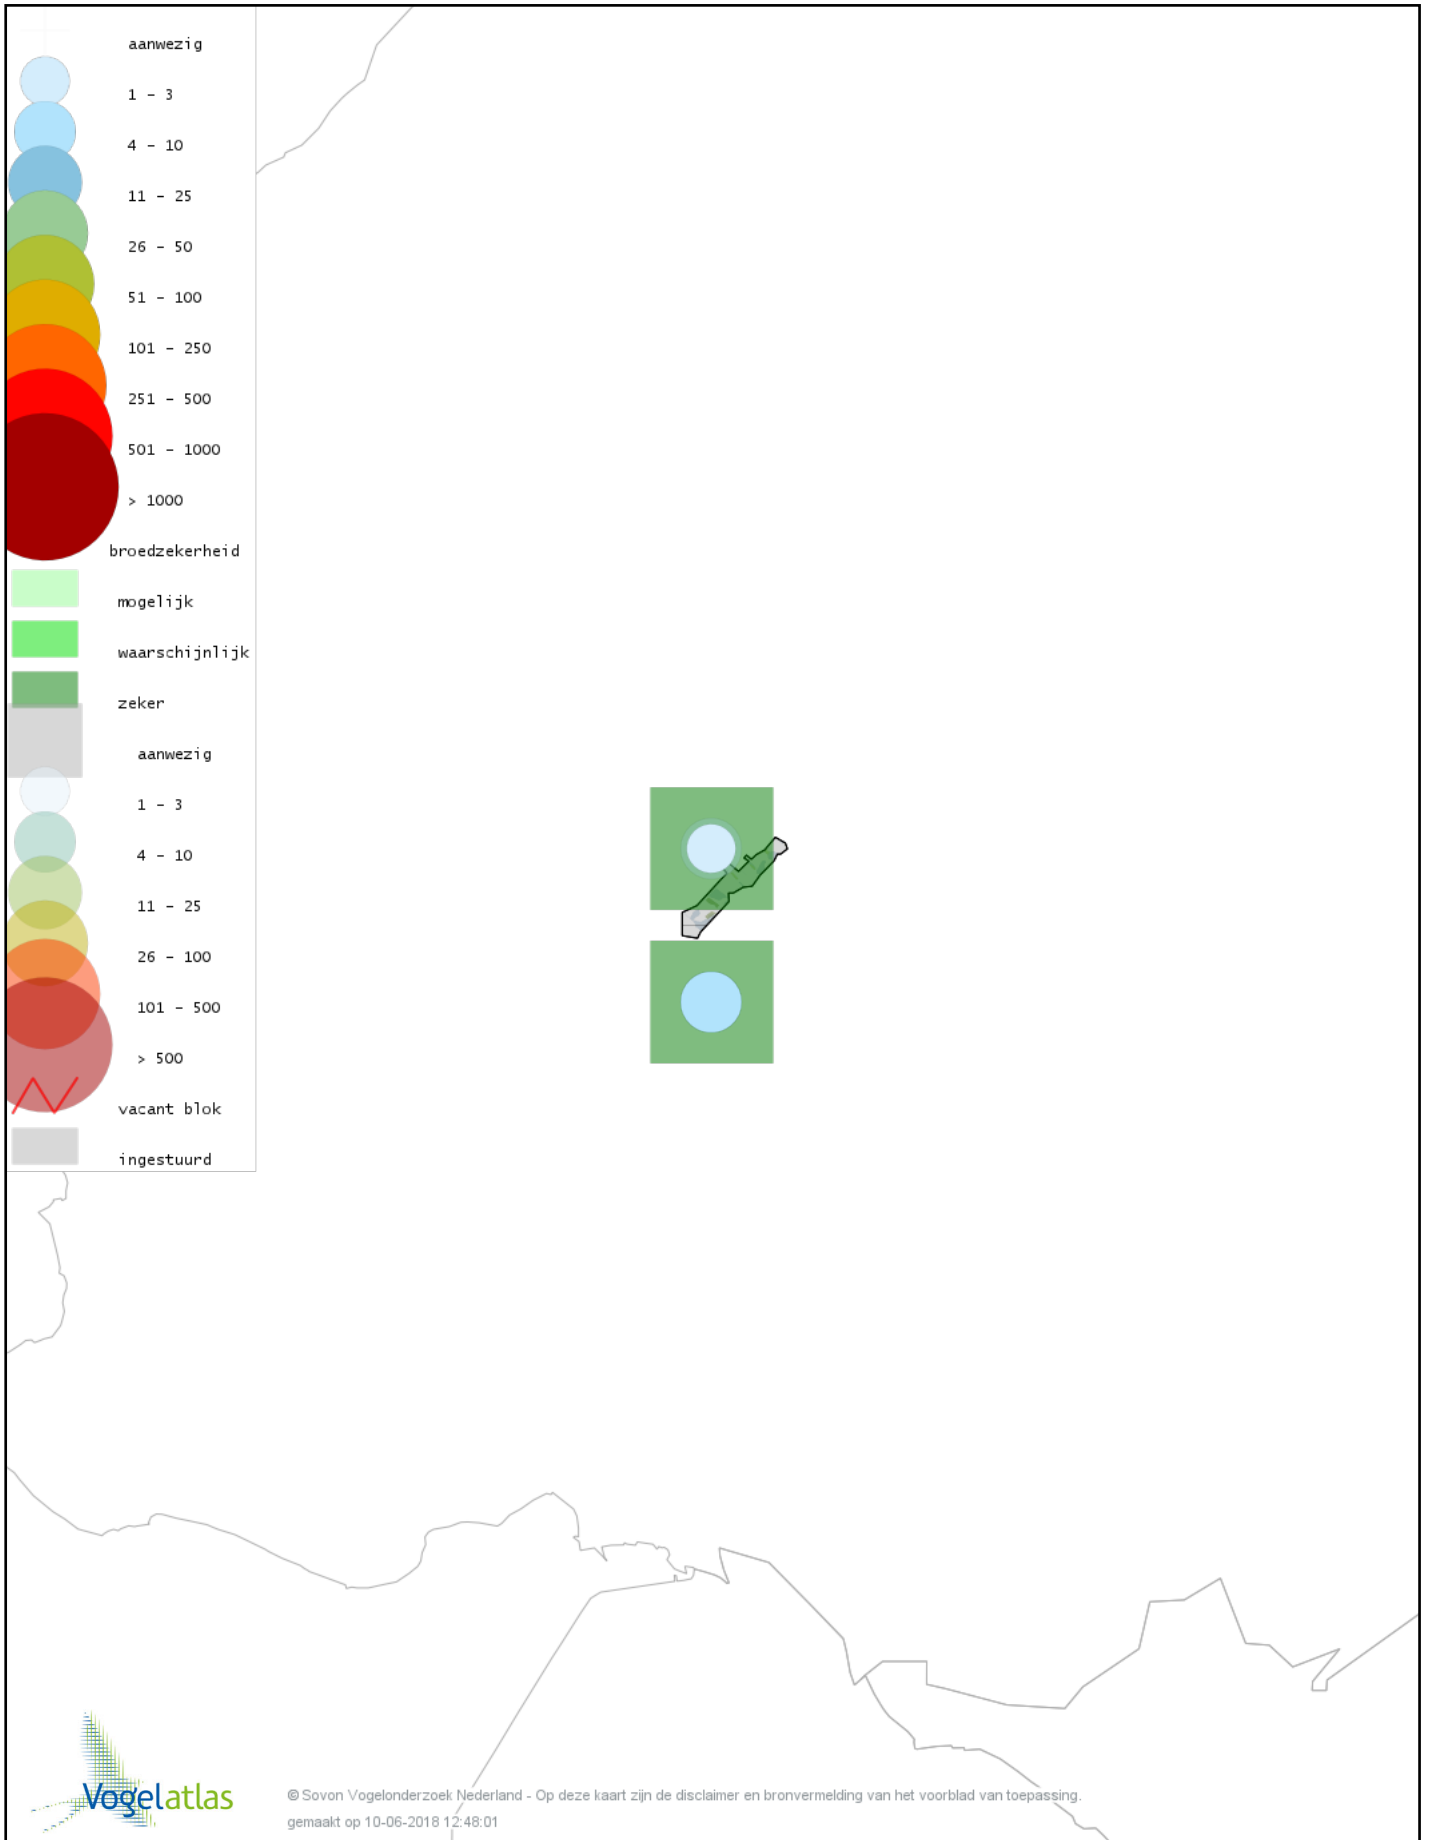 aanwezig
1 - 3
4 - 10
11 - 25
26 - 50
51 - 100
101 - 250
251 - 500
501 - 1000
> 1000
broedzekerheid
mogelijk
waarschijnlijk
zeker
aanwezig
1 - 3
4 - 10
11 - 25
26 - 100
101 - 500
> 500
vacant blok
ingestuurd
Vogelatlas
© Sovon Vogelonderzoek Nederland - Op deze kaart zijn de disclaimer en bronvermelding van het voorblad van toepassing.
gemaakt op 10-06-2018 12:48:01